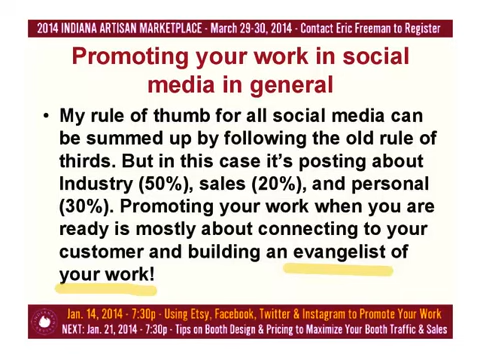 2014 INDIANA ARTISAN MARKETPLACE - March 29-30, 2014 - Contact Eric Freeman to Register
Promoting your work in social
media in general
• My rule of thumb for all social media can
be summed up by following the old rule of
thirds. But in this case it's posting about
Industry (50%), sales (20%), and personal
(30%). Promoting your work when you are
ready is mostly about connecting to your
customer and building an evangelist of
your work!
Jan. 14, 2014 - 7:30p - Using Etsy, Facebook, Twitter & Instagram to Promote Your Work
NEXT: Jan. 21, 2014 - 7:30p - Tips on Booth Design & Pricing to Maximize Your Booth Traffic & Sales